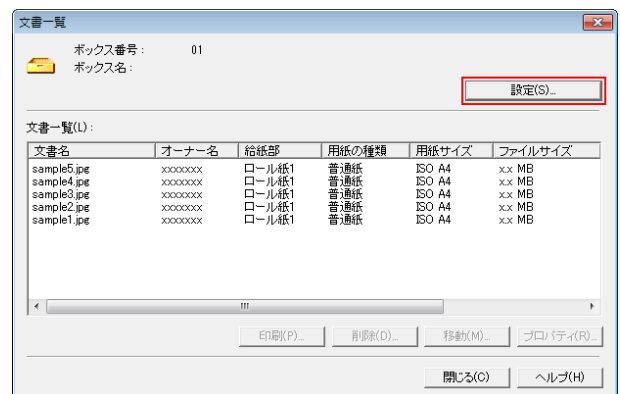 文書一覧
ボックス番号： 01
ボックス名：
設定(S)...
文書一覧(L)：
文書名 オーナー名 給紙部 用紙の種類 用紙サイズ ファイルサイズ
sample5.jpg xxxxxxx ロール紙1 普通紙 ISO A4 x.x MB
sample4.jpg xxxxxxx ロール紙1 普通紙 ISO A4 x.x MB
sample3.jpg xxxxxxx ロール紙1 普通紙 ISO A4 x.x MB
sample2.jpg xxxxxxx ロール紙1 普通紙 ISO A4 x.x MB
sample1.jpg xxxxxxx ロール紙1 普通紙 ISO A4 x.x MB
印刷(P)... 削除(D)... 移動(M)... プロパティ(R)...
閉じる(C) ヘルプ(H)